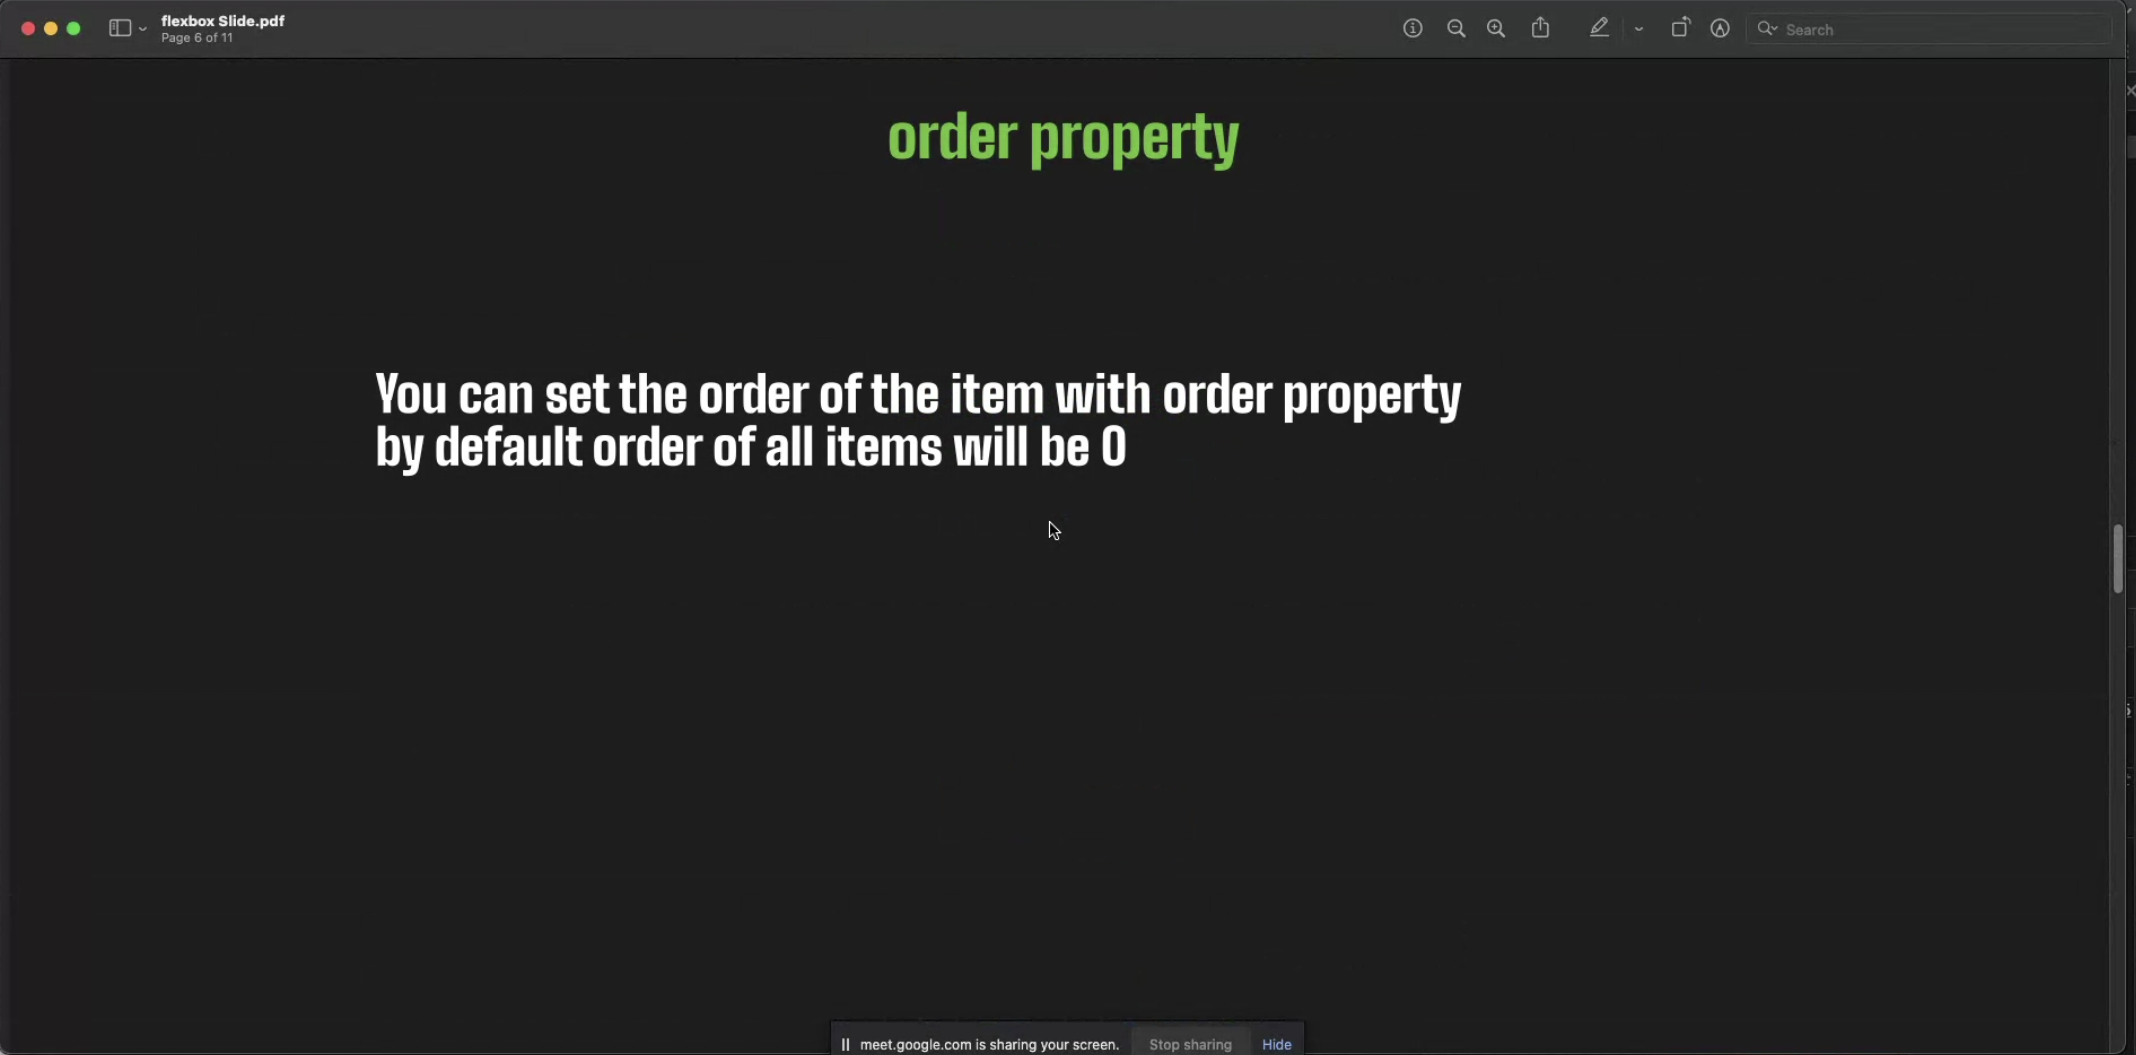 flexbox Slide.pdf
Page 6 of 11
Search
order property
You can set the order of the item with order property
by default order of all items will be 0
meet.google.com is sharing your screen. Stop sharing Hide